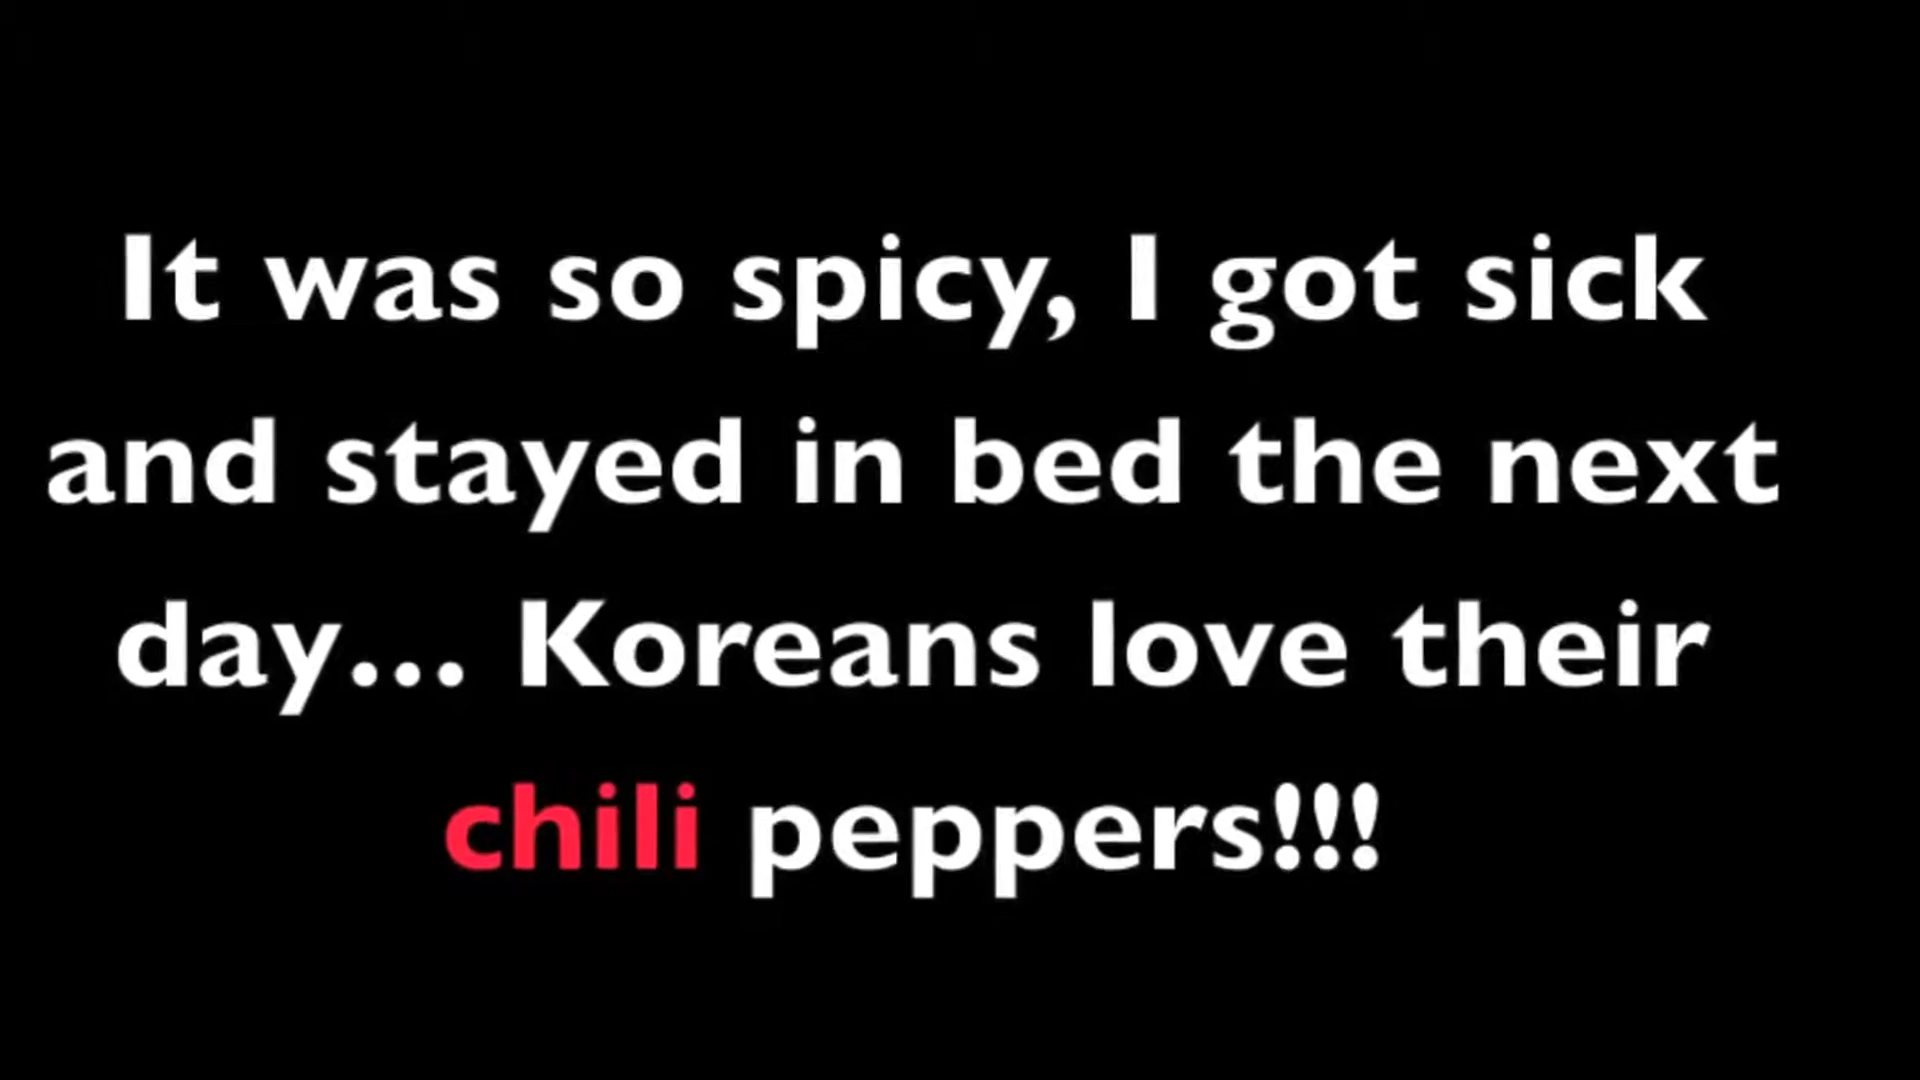 It was so spicy, I got sick
and stayed in bed the next
day... Koreans love their
chili peppers!!!